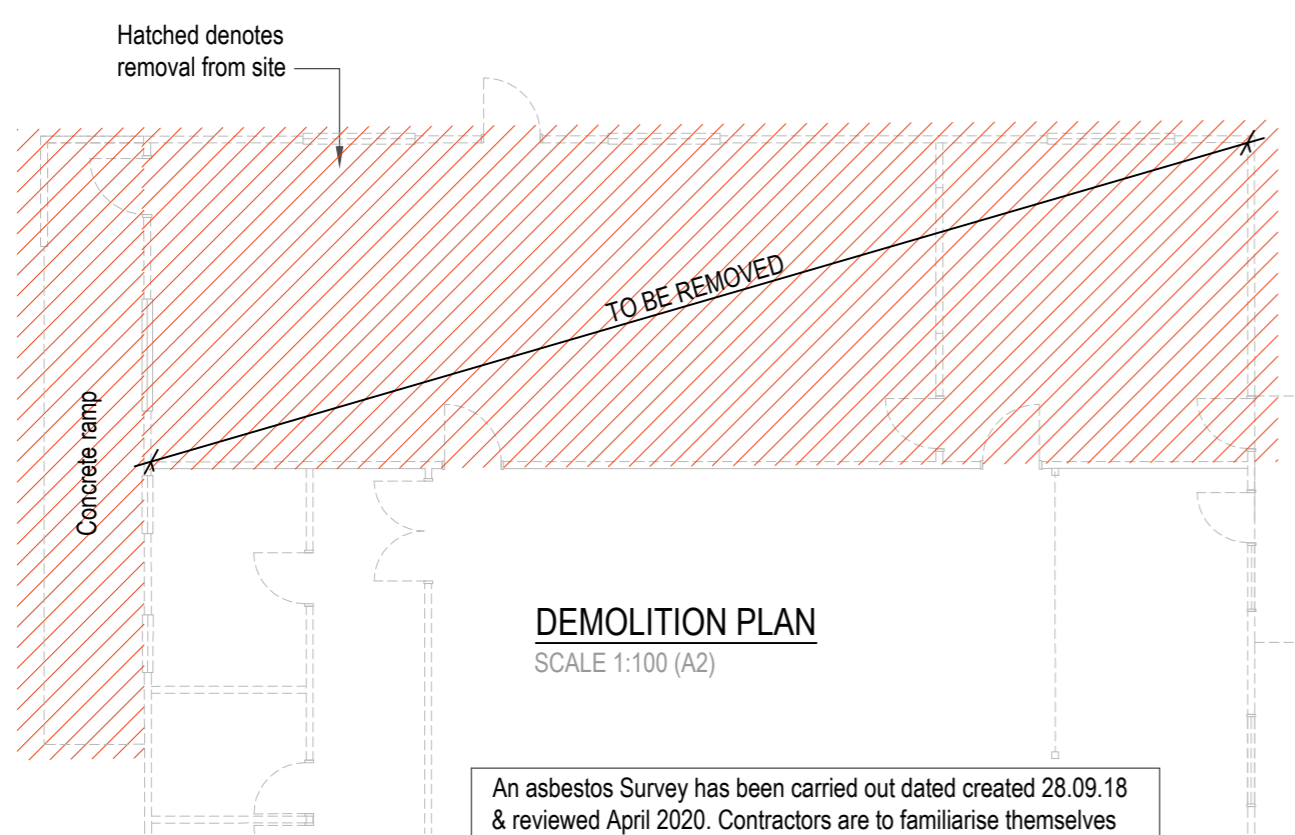 Hatched denotes
removal from site
TO BE REMOVED
Concrete ramp
DEMOLITION PLAN
SCALE 1:100 (A2)
An asbestos Survey has been carried out dated created 28.09.18
& reviewed April 2020. Contractors are to familiarise themselves